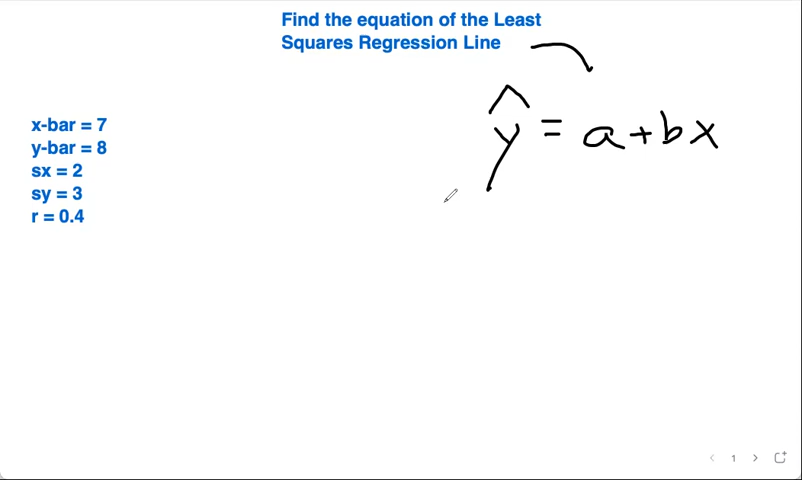 Find the equation of the Least
Squares Regression Line
ŷ = a + bx
x-bar = 7
y-bar = 8
sx = 2
sy = 3
r = 0.4
1